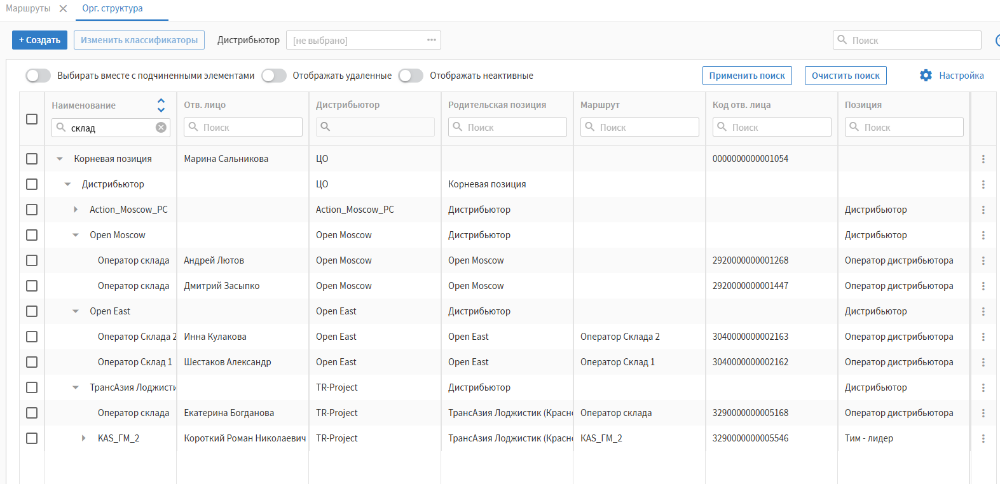 Маршруты Орг. структура
+ Создать Изменить классификаторы Дистрибьютор [не выбрано] Поиск
Выбирать вместе с подчиненными элементами Отображать удаленные Отображать неактивные Применить поиск Очистить поиск Настройка
Наименование Отв. лицо Дистрибьютор Родительская позиция Маршрут Код отв. лица Позиция
склад Поиск Поиск Поиск Поиск Поиск
Корневая позиция Марина Сальникова ЦО 0000000000001054
Дистрибьютор ЦО Корневая позиция
Action_Moscow_РС Action_Moscow_РС Дистрибьютор Дистрибьютор
Open Moscow Open Moscow Дистрибьютор Дистрибьютор
Оператор склада Андрей Лютов Open Moscow Open Moscow 2920000000001268 Оператор дистрибьютора
Оператор склада Дмитрий Засыпко Open Moscow Open Moscow 2920000000001447 Оператор дистрибьютора
Open East Open East Дистрибьютор Дистрибьютор
Оператор Склада 2 Инна Кулакова Open East Open East Оператор Склада 2 3040000000002163 Оператор дистрибьютора
Оператор Склад 1 Шестаков Александр Open East Open East Оператор Склад 1 3040000000002162 Оператор дистрибьютора
ТрансАзия Лоджисти TR-Project Дистрибьютор Дистрибьютор
Оператор склада Екатерина Богданова TR-Project ТрансАзия Лоджистик (Красн Оператор склада 3290000000005168 Оператор дистрибьютора
KAS_ГМ_2 Короткий Роман Николаевич TR-Project ТрансАзия Лоджистик (Красн KAS_ГМ_2 3290000000005546 Тим - лидер